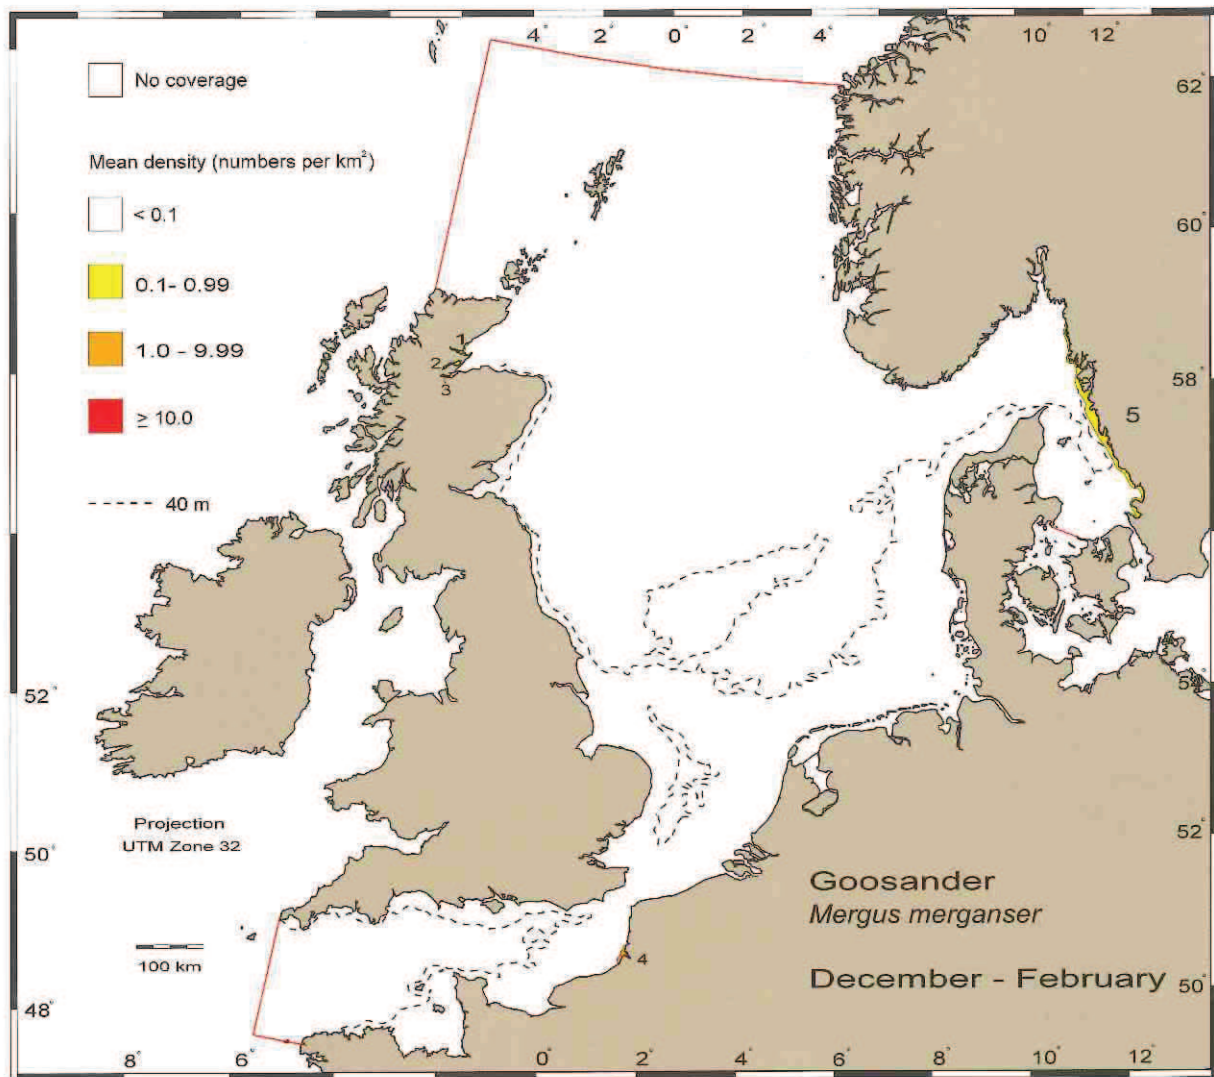 4° 2° 0° 4° 10° 12°
No coverage
62°
Mean density (numbers per km²)
< 0.1
60°
0.1- 0.99
1.0 - 9.99
1
2
3
58°
≥ 10.0
5
40 m
52°
54°
Projection
UTM Zone 32
52°
50°
Goosander
Mergus merganser
100 km
4
December - February
50°
48°
8° 6° 0° 2° 4° 6° 8° 10° 12°